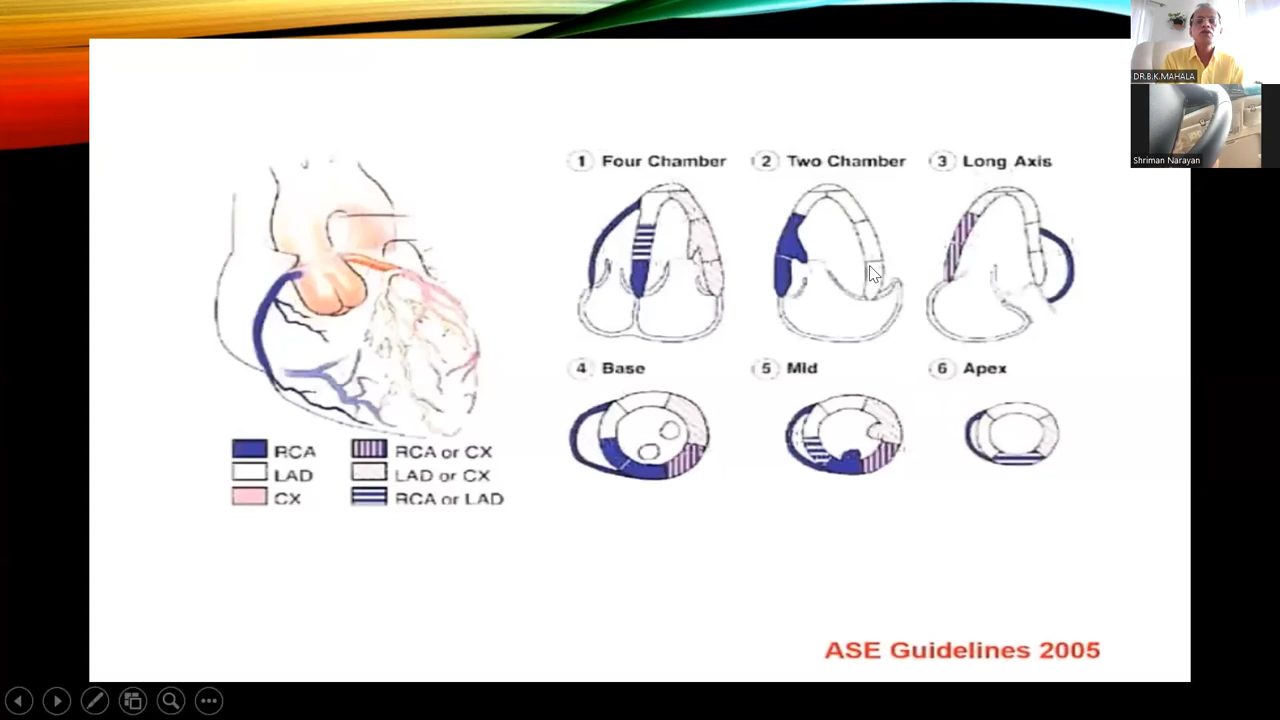 DR.B.K.MAHALA
Shriman Narayan
1 Four Chamber
2 Two Chamber
3 Long Axis
4 Base
5 Mid
6 Apex
RCA
RCA or CX
LAD
LAD or CX
CX
RCA or LAD
ASE Guidelines 2005